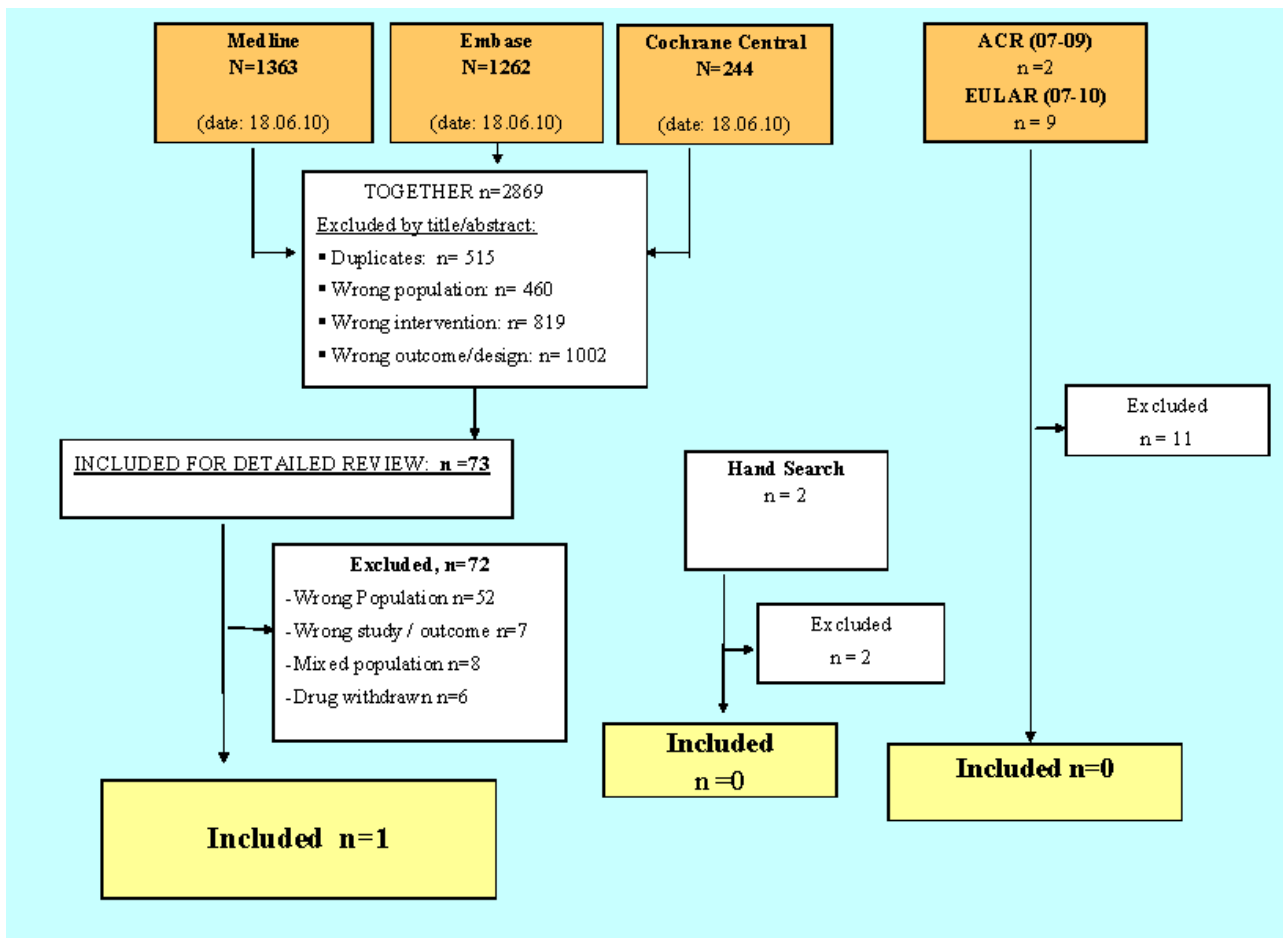 Medline
N=1363
(date: 18.06.10)
Embase
N=1262
(date: 18.06.10)
Cochrane Central
N=244
(date: 18.06.10)
ACR (07-09)
n =2
EULAR (07-10)
n = 9
TOGETHER n=2869
Excluded by title/abstract:
▪ Duplicates: n= 515
▪ Wrong population: n= 460
▪ Wrong intervention: n= 819
▪ Wrong outcome/design: n= 1002
Excluded
n = 11
INCLUDED FOR DETAILED REVIEW: n =73
Hand Search
n = 2
Excluded, n=72
-Wrong Population n=52
-Wrong study / outcome n=7
-Mixed population n=8
-Drug withdrawn n=6
Excluded
n = 2
Included
n =0
Included n=0
Included n=1